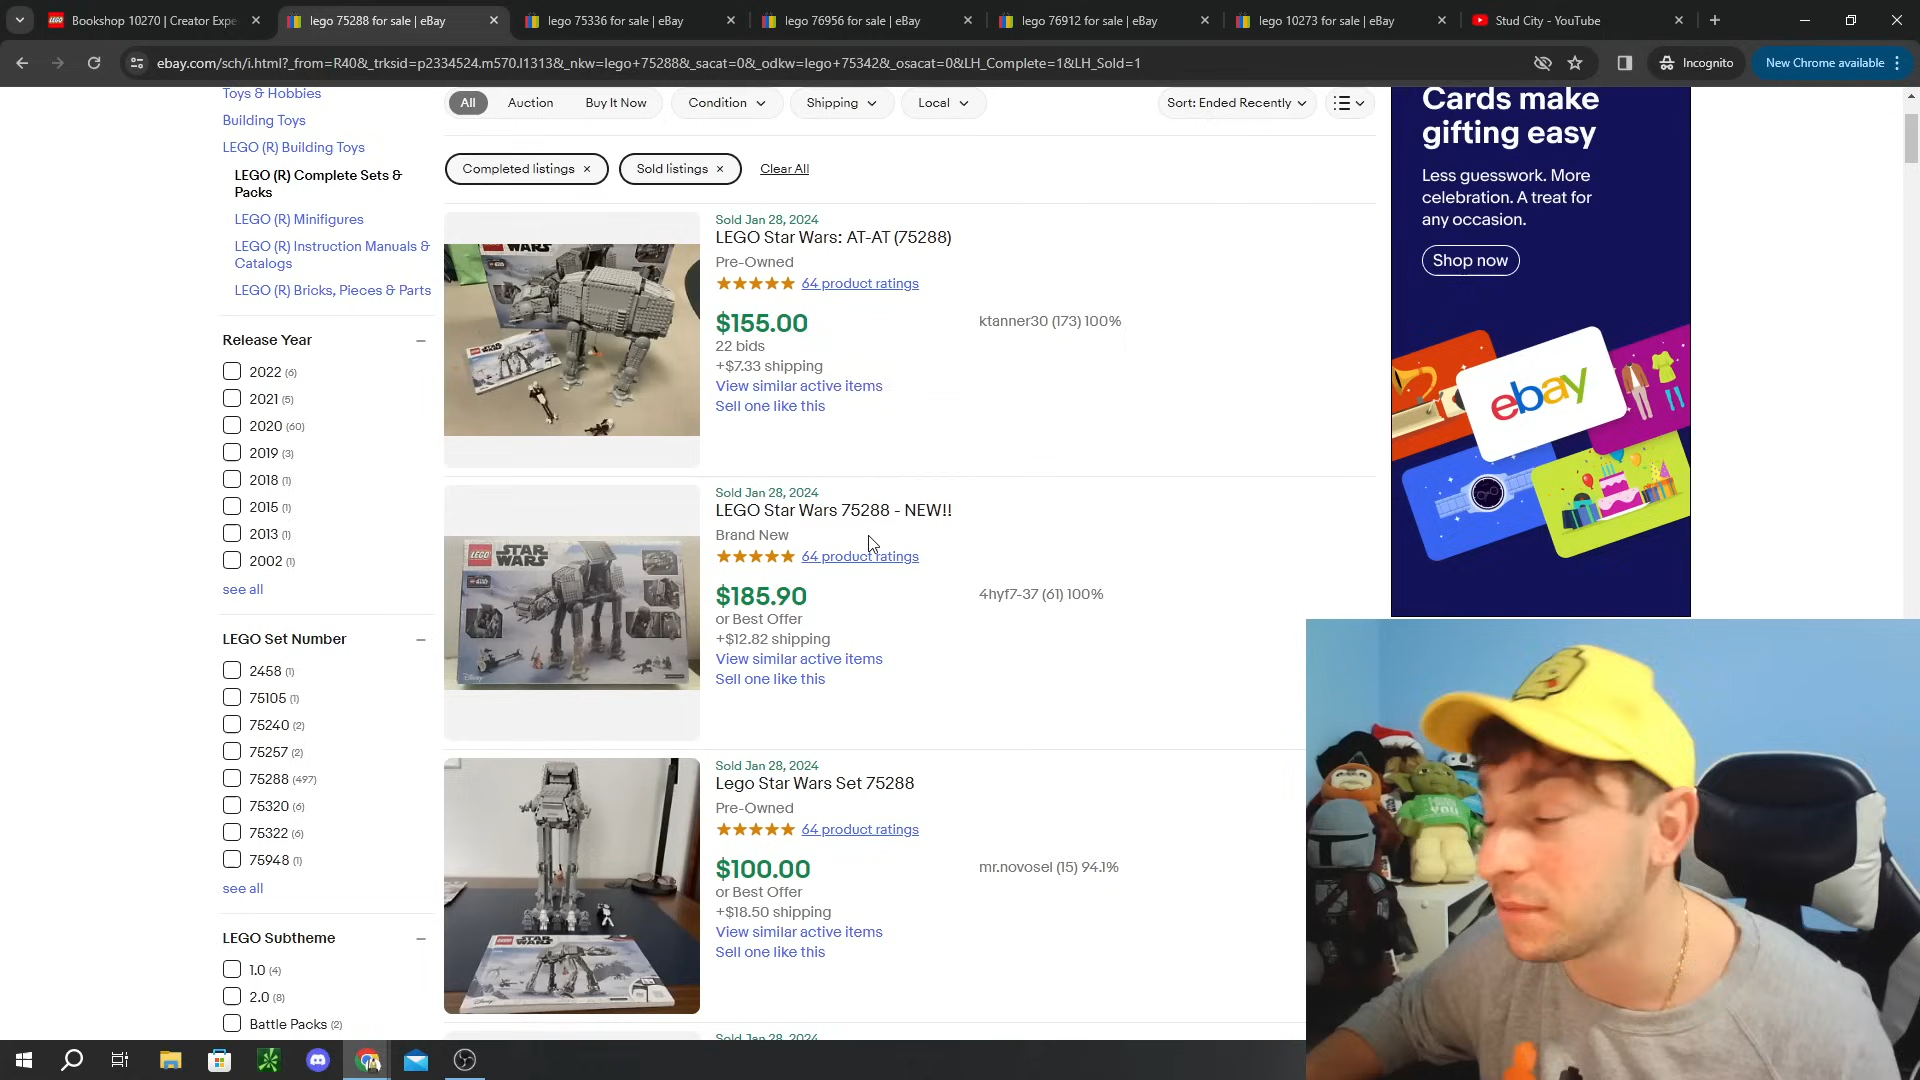 Bookshop 10270 | Creator Expe
lego 75288 for sale | eBay
lego 75336 for sale | eBay
lego 76956 for sale | eBay
lego 76912 for sale | eBay
lego 10273 for sale | eBay
Stud City - YouTube
ebay.com/sch/i.html?_from=R40&_trksid=p2334524.m570.l1313&_nkw=lego+75288&_sacat=0&_odkw=lego+75342&_osacat=0&LH_Complete=1&LH_Sold=1
Incognito
New Chrome available
Toys & Hobbies
Building Toys
LEGO (R) Building Toys
LEGO (R) Complete Sets &
Packs
LEGO (R) Minifigures
LEGO (R) Instruction Manuals &
Catalogs
LEGO (R) Bricks, Pieces & Parts
Release Year
2022 (6)
2021 (5)
2020 (60)
2019 (3)
2018 (1)
2015 (1)
2013 (1)
2002 (1)
see all
LEGO Set Number
2458 (1)
75105 (1)
75240 (2)
75257 (2)
75288 (497)
75320 (6)
75322 (6)
75948 (1)
see all
LEGO Subtheme
1.0 (4)
2.0 (8)
Battle Packs (2)
All
Auction
Buy It Now
Condition
Shipping
Local
Sort: Ended Recently
Completed listings ×
Sold listings ×
Clear All
Sold Jan 28, 2024
LEGO Star Wars: AT-AT (75288)
Pre-Owned
64 product ratings
$155.00
22 bids
+$7.33 shipping
View similar active items
Sell one like this
ktanner30 (173) 100%
Sold Jan 28, 2024
LEGO Star Wars 75288 - NEW!!
Brand New
64 product ratings
$185.90
or Best Offer
+$12.82 shipping
View similar active items
Sell one like this
4hyf7-37 (61) 100%
LEGO
STAR
WARS
Sold Jan 28, 2024
Lego Star Wars Set 75288
Pre-Owned
64 product ratings
$100.00
or Best Offer
+$18.50 shipping
View similar active items
Sell one like this
mr.novosel (15) 94.1%
Sold Jan 28, 2024
Cards make
gifting easy
Less guesswork. More
celebration. A treat for
any occasion.
Shop now
ebay